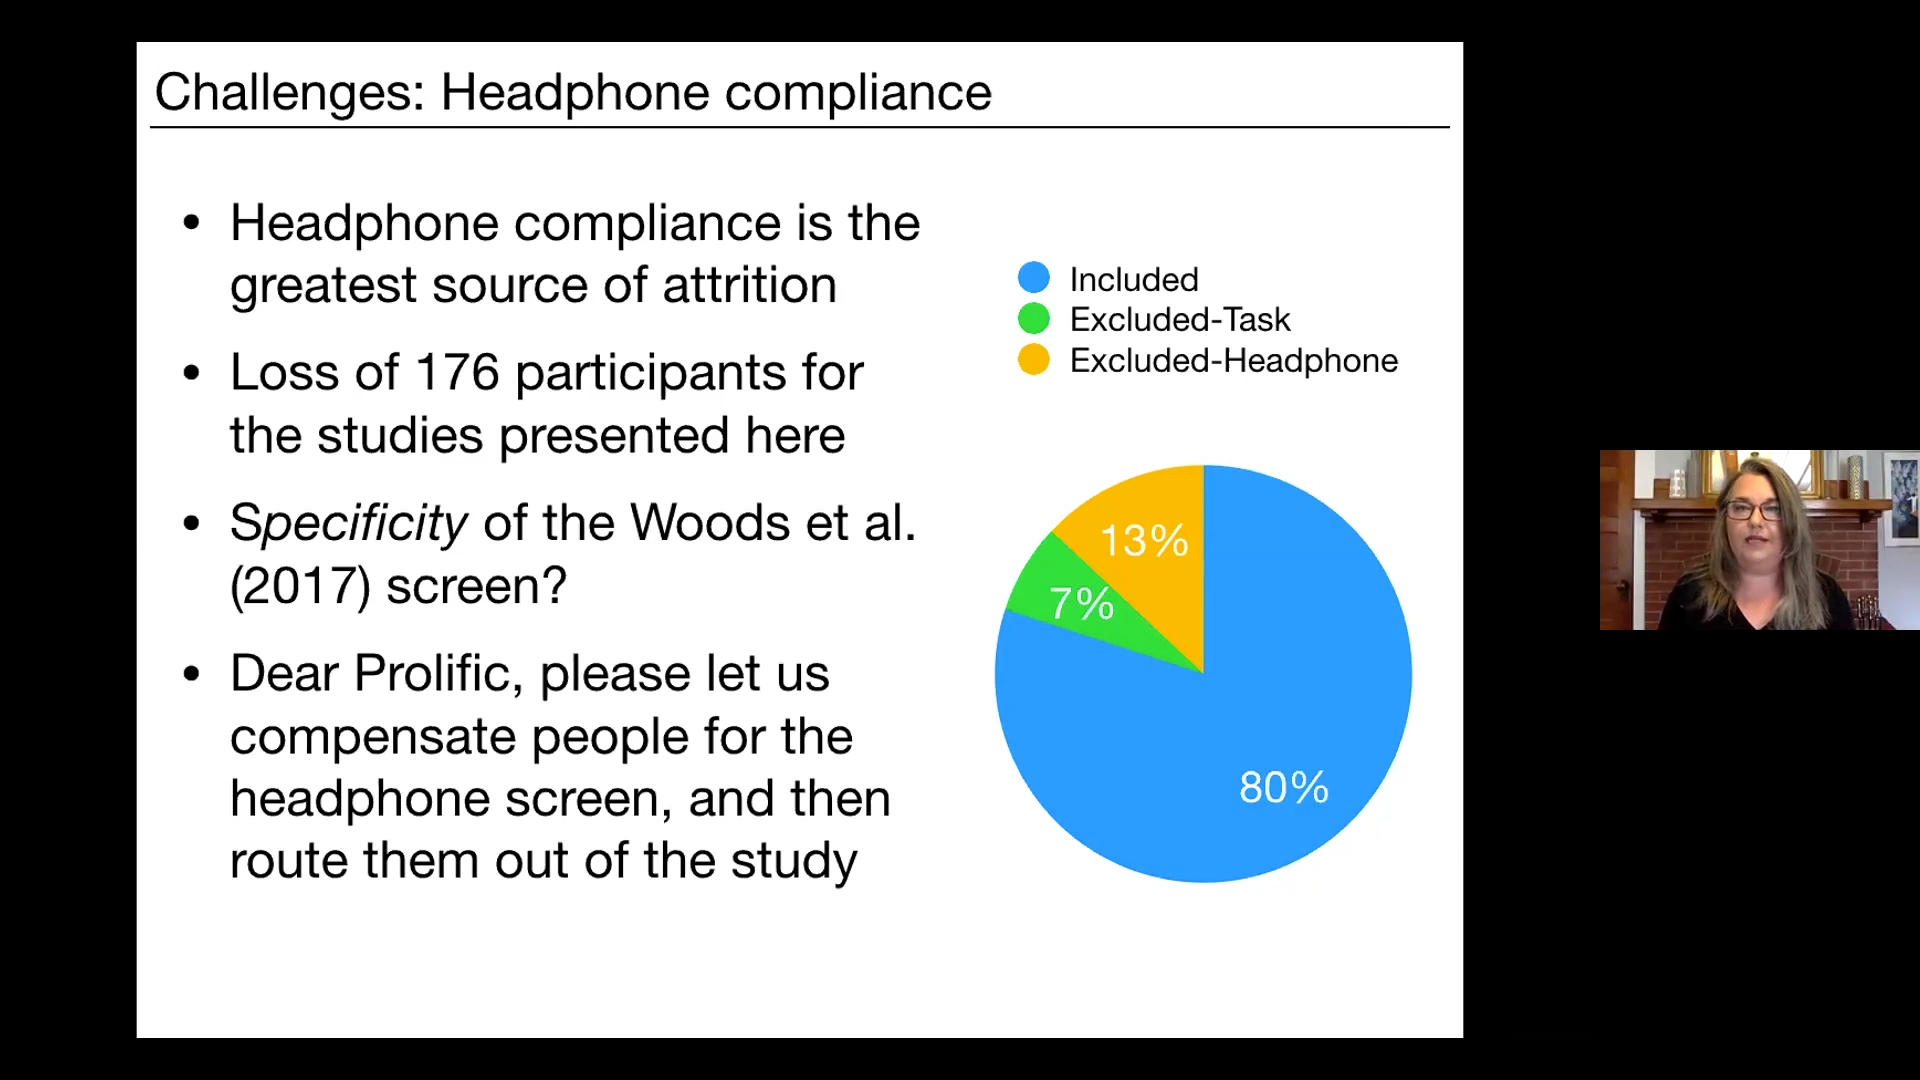 Challenges: Headphone compliance
• Headphone compliance is the
greatest source of attrition
• Loss of 176 participants for
the studies presented here
• Specificity of the Woods et al.
(2017) screen?
• Dear Prolific, please let us
compensate people for the
headphone screen, and then
route them out of the study
Included
Excluded-Task
Excluded-Headphone
13%
7%
80%